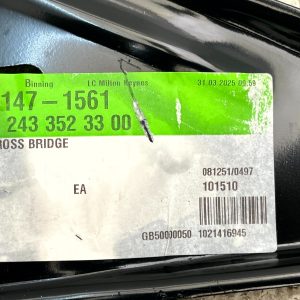 Binning LC Milton Keynes 31.03.2025 09:58
147-1561
243 352 33 00
ROSS BRIDGE
081251/0497
EA 101510
GB50000050 1021416945